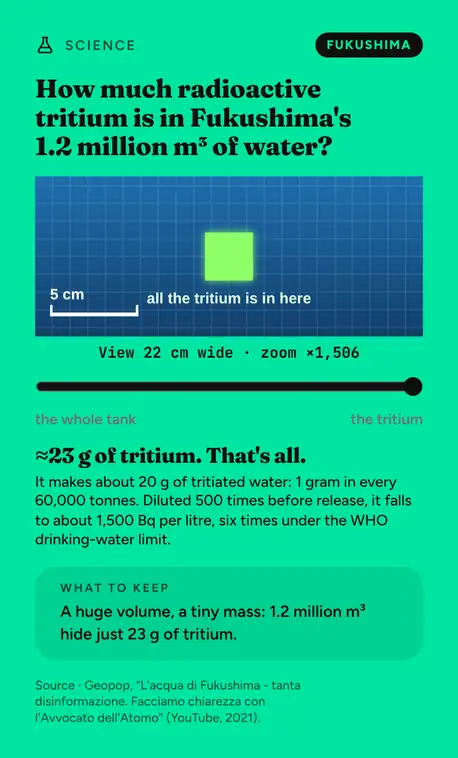 SCIENCE
FUKUSHIMA
How much radioactive
tritium is in Fukushima's
1.2 million m³ of water?
5 cm
all the tritium is in here
View 22 cm wide · zoom ×1,506
the whole tank
the tritium
≈23 g of tritium. That's all.
It makes about 20 g of tritiated water: 1 gram in every
60,000 tonnes. Diluted 500 times before release, it falls
to about 1,500 Bq per litre, six times under the WHO
drinking-water limit.
WHAT TO KEEP
A huge volume, a tiny mass: 1.2 million m³
hide just 23 g of tritium.
Source · Geopop, "L'acqua di Fukushima - tanta
disinformazione. Facciamo chiarezza con
l'Avvocato dell'Atomo" (YouTube, 2021).